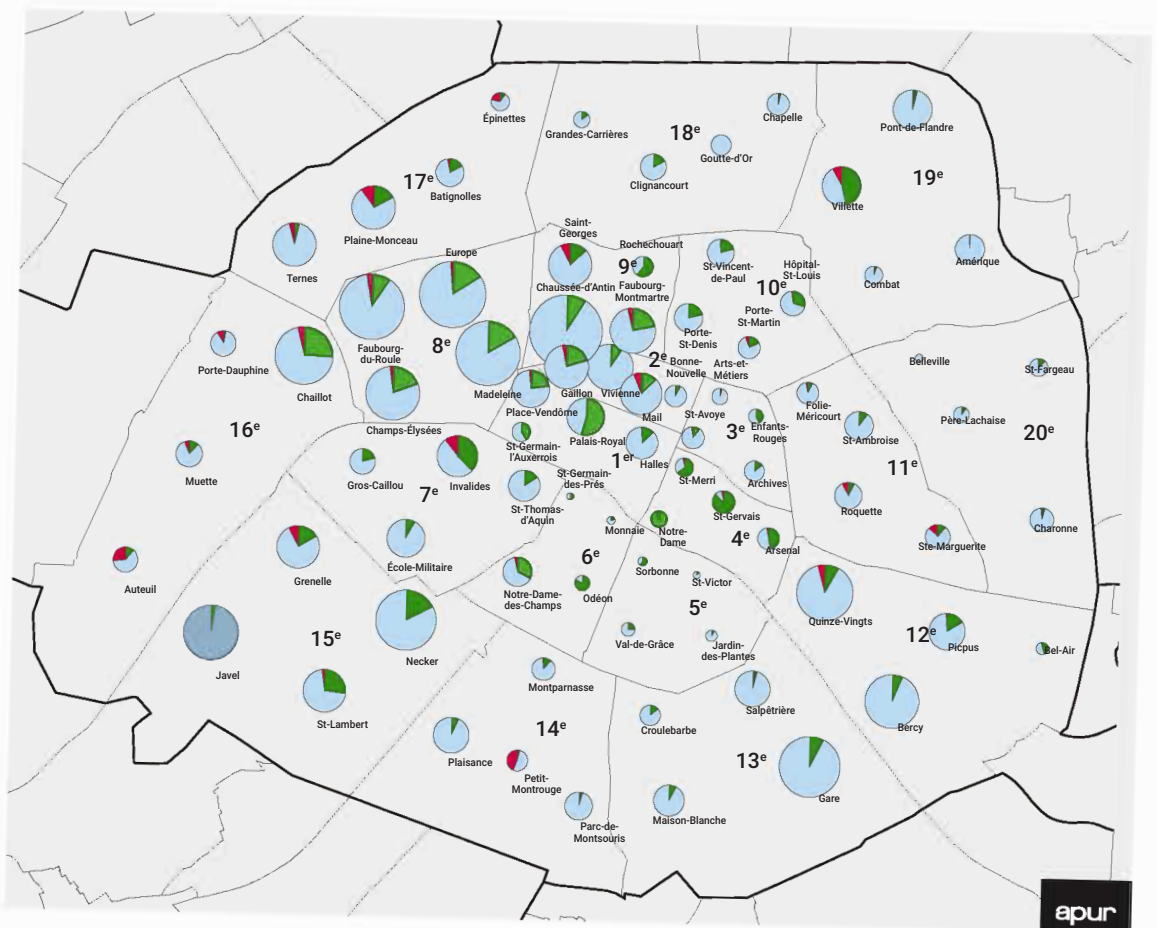 Épinettes
Grandes-Carrières
18e
Chapelle
Goutte-d'Or
Clignancourt
Pont-de-Flandre
19e
Villette
Amérique
Combat
17e
Batignolles
Plaine-Monceau
Ternes
Europe
Saint-
Georges
Rochechouart
9e
Chaussée-d'Antin
Faubourg-
Montmartre
St-Vincent-
de-Paul
Hôpital-
St-Louis
10e
Porte-
St-Martin
Porte-
St-Denis
Porte-Dauphine
Chaillot
Faubourg-
du-Roule
8e
Madeleine
Champs-Élysées
Place-Vendôme
Gaillon
Vivienne
2e
Bonne-
Nouvelle
Arts-et-
Métiers
Mail
St-Avoye
Belleville
St-Fargeau
Père-Lachaise
20e
Folie-
Méricourt
St-Ambroise
11e
Roquette
Ste-Marguerite
Charonne
3e
Enfants-
Rouges
Archives
Palais-Royal
St-Germain-
l'Auxerrois
1er
Halles
St-Merri
St-Gervais
4e
Arsenal
Notre-
Dame
16e
Muette
Auteuil
Gros-Caillou
7e
Invalides
St-Thomas-
d'Aquin
École-Militaire
St-Germain-
des-Prés
Monnaie
6e
Odéon
Notre-Dame-
des-Champs
Sorbonne
St-Victor
5e
Val-de-Grâce
Jardin-
des-Plantes
Grenelle
Javel
15e
Necker
St-Lambert
Quinze-Vingts
12e
Picpus
Bel-Air
Bercy
Montparnasse
14e
Plaisance
Petit-
Montrouge
Parc-de-
Montsouris
Salpêtrière
Croulebarbe
13e
Gare
Maison-Blanche
apur